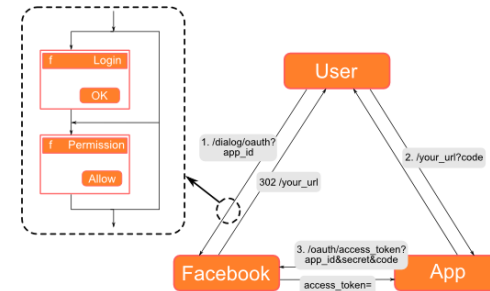 f Login
OK
f Permission
Allow
User
1. /dialog/oauth?
app_id
2. /your_url?code
302 /your_url
3. /oauth/access_token?
app_id&secret&code
Facebook
App
access_token=